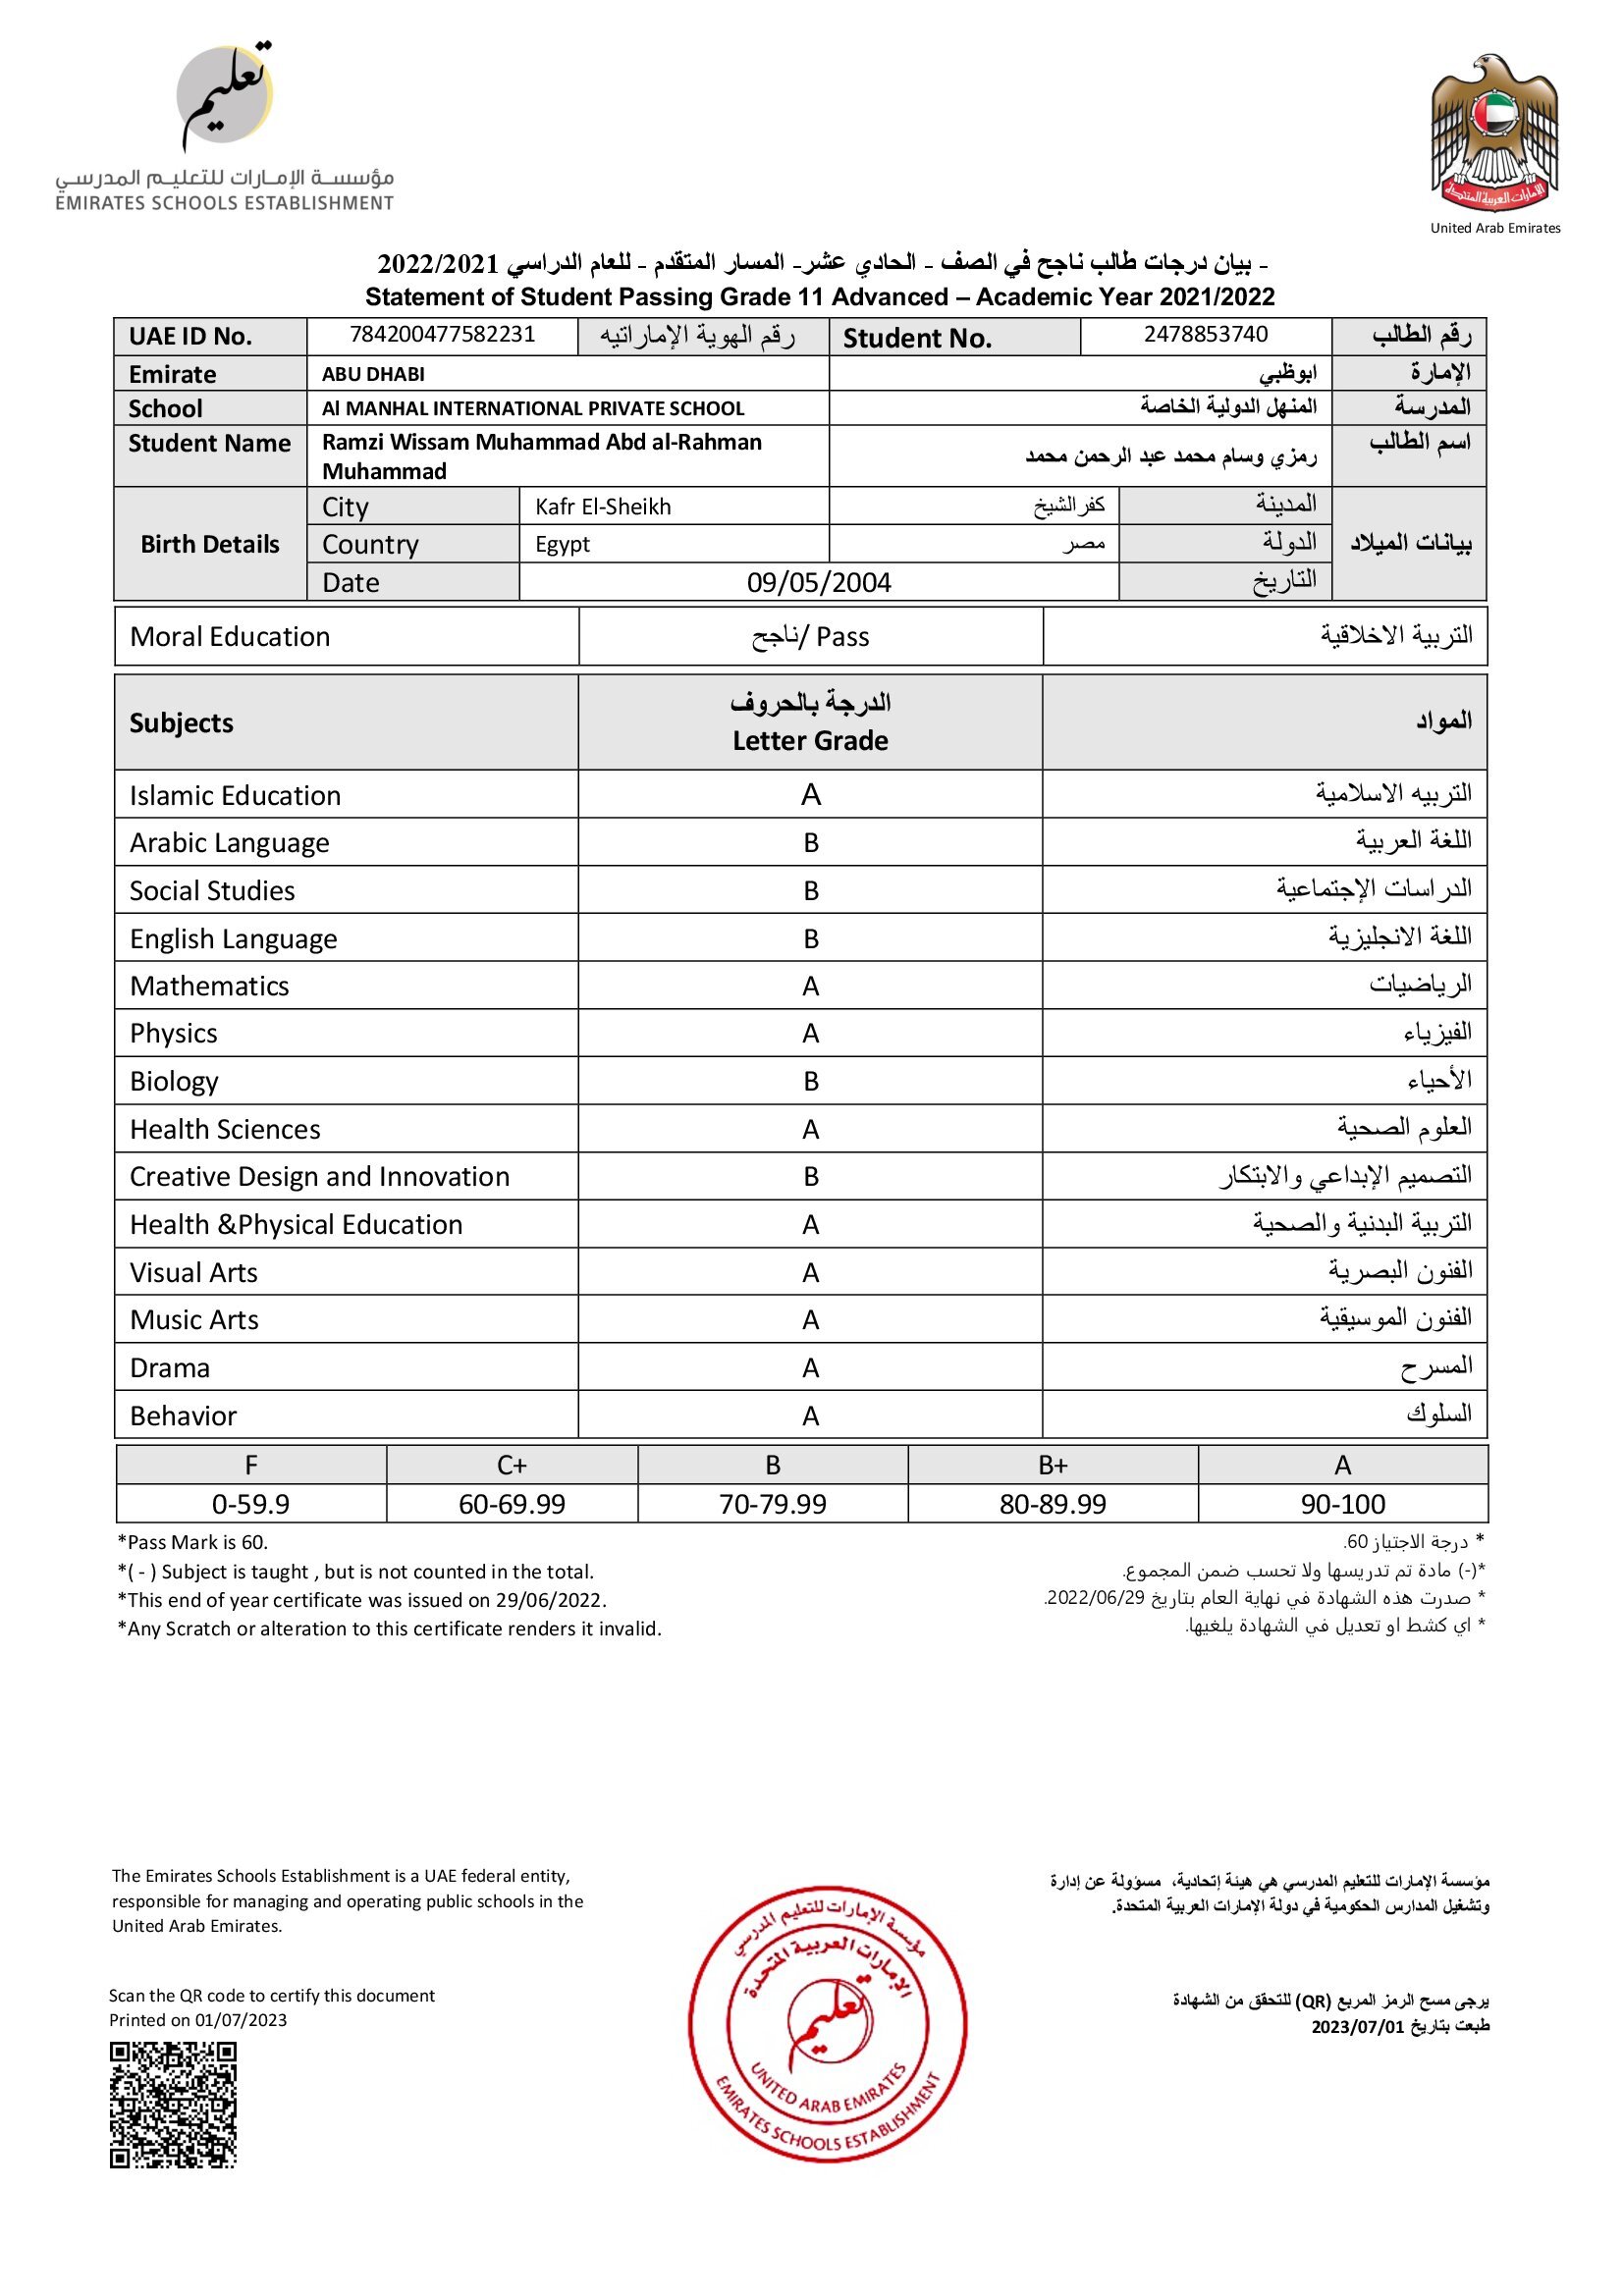 تعليم
مؤسسة الإمارات للتعليم المدرسي
EMIRATES SCHOOLS ESTABLISHMENT
الإمارات العربية المتحدة
United Arab Emirates
- بيان درجات طالب ناجح في الصف - الحادي عشر- المسار المتقدم - للعام الدراسي 2022/2021
Statement of Student Passing Grade 11 Advanced – Academic Year 2021/2022
UAE ID No. 784200477582231 رقم الهوية الإماراتيه Student No. 2478853740 رقم الطالب
Emirate ABU DHABI ابوظبي الإمارة
School Al MANHAL INTERNATIONAL PRIVATE SCHOOL المنهل الدولية الخاصة المدرسة
Student Name Ramzi Wissam Muhammad Abd al-Rahman
Muhammad رمزي وسام محمد عبد الرحمن محمد اسم الطالب
Birth Details City Kafr El-Sheikh كفرالشيخ المدينة بيانات الميلاد
Country Egypt مصر الدولة
Date 09/05/2004 التاريخ
Moral Education ناجح/ Pass التربية الاخلاقية
Subjects الدرجة بالحروف المواد
Letter Grade
Islamic Education A التربيه الاسلامية
Arabic Language B اللغة العربية
Social Studies B الدراسات الإجتماعية
English Language B اللغة الانجليزية
Mathematics A الرياضيات
Physics A الفيزياء
Biology B الأحياء
Health Sciences A العلوم الصحية
Creative Design and Innovation B التصميم الإبداعي والابتكار
Health &Physical Education A التربية البدنية والصحية
Visual Arts A الفنون البصرية
Music Arts A الفنون الموسيقية
Drama A المسرح
Behavior A السلوك
F C+ B B+ A
0-59.9 60-69.99 70-79.99 80-89.99 90-100
*Pass Mark is 60. * درجة الاجتياز 60.
*( - ) Subject is taught , but is not counted in the total. *(-) مادة تم تدريسها ولا تحسب ضمن المجموع.
*This end of year certificate was issued on 29/06/2022. * صدرت هذه الشهادة في نهاية العام بتاريخ 2022/06/29.
*Any Scratch or alteration to this certificate renders it invalid. * اي كشط او تعديل في الشهادة يلغيها.
The Emirates Schools Establishment is a UAE federal entity,
responsible for managing and operating public schools in the
United Arab Emirates.
مؤسسة الإمارات للتعليم المدرسي هي هيئة إتحادية، مسؤولة عن إدارة
وتشغيل المدارس الحكومية في دولة الإمارات العربية المتحدة.
مؤسسة الإمارات للتعليم المدرسي
الإمارات العربية المتحدة
تعليم
UNITED ARAB EMIRATES
EMIRATES SCHOOLS ESTABLISHMENT
Scan the QR code to certify this document
Printed on 01/07/2023
يرجى مسح الرمز المربع (QR) للتحقق من الشهادة
طبعت بتاريخ 2023/07/01